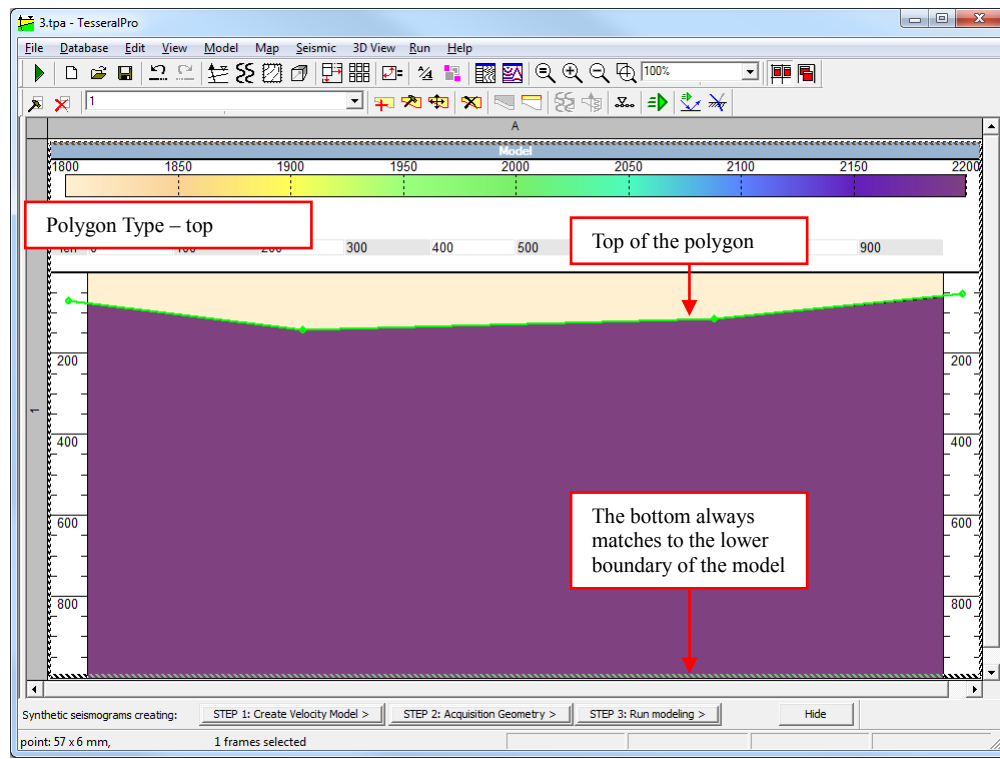 3.tpa - TesseralPro
File Database Edit View Model Map Seismic 3D View Run Help
100%
1
A
Model
1800 1850 1900 1950 2000 2050 2100 2150 2200
Polygon Type – top
Top of the polygon
300 400 500 900
200 200
1
400 400
The bottom always
matches to the lower
boundary of the model
600 600
800 800
Synthetic seismograms creating: STEP 1: Create Velocity Model > STEP 2: Acquisition Geometry > STEP 3: Run modeling > Hide
point: 57 x 6 mm, 1 frames selected